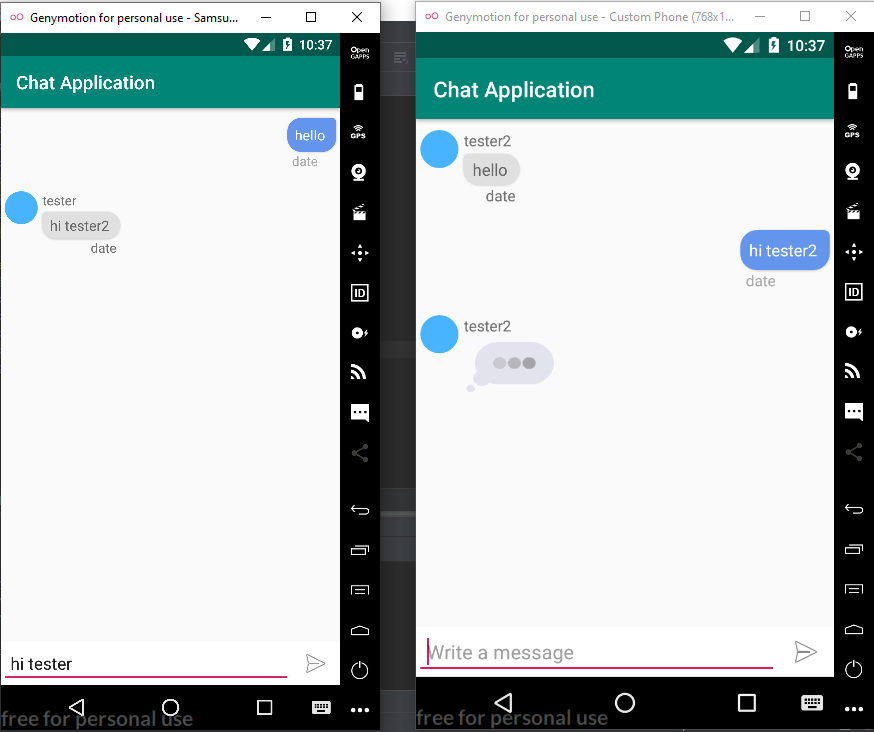 Genymotion for personal use - Samsu...
10:37
Chat Application
hello
date
tester
hi tester2
date
hi tester
free for personal use
Open
GAPPS
GPS
ID
Genymotion for personal use - Custom Phone (768x1...
10:37
Chat Application
tester2
hello
date
hi tester2
date
tester2
Write a message
free for personal use
Open
GAPPS
GPS
ID